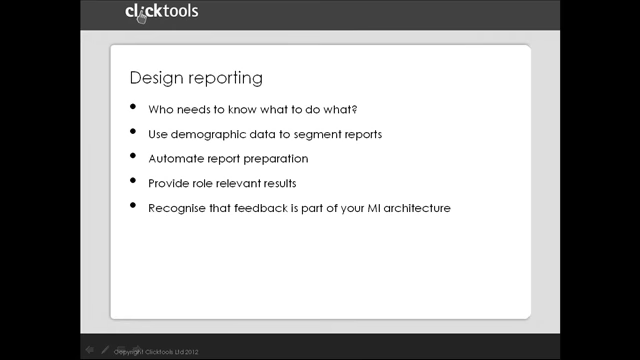 clicktools
Design reporting
• Who needs to know what to do what?
• Use demographic data to segment reports
• Automate report preparation
• Provide role relevant results
• Recognise that feedback is part of your MI architecture
Copyright Clicktools Ltd 2012